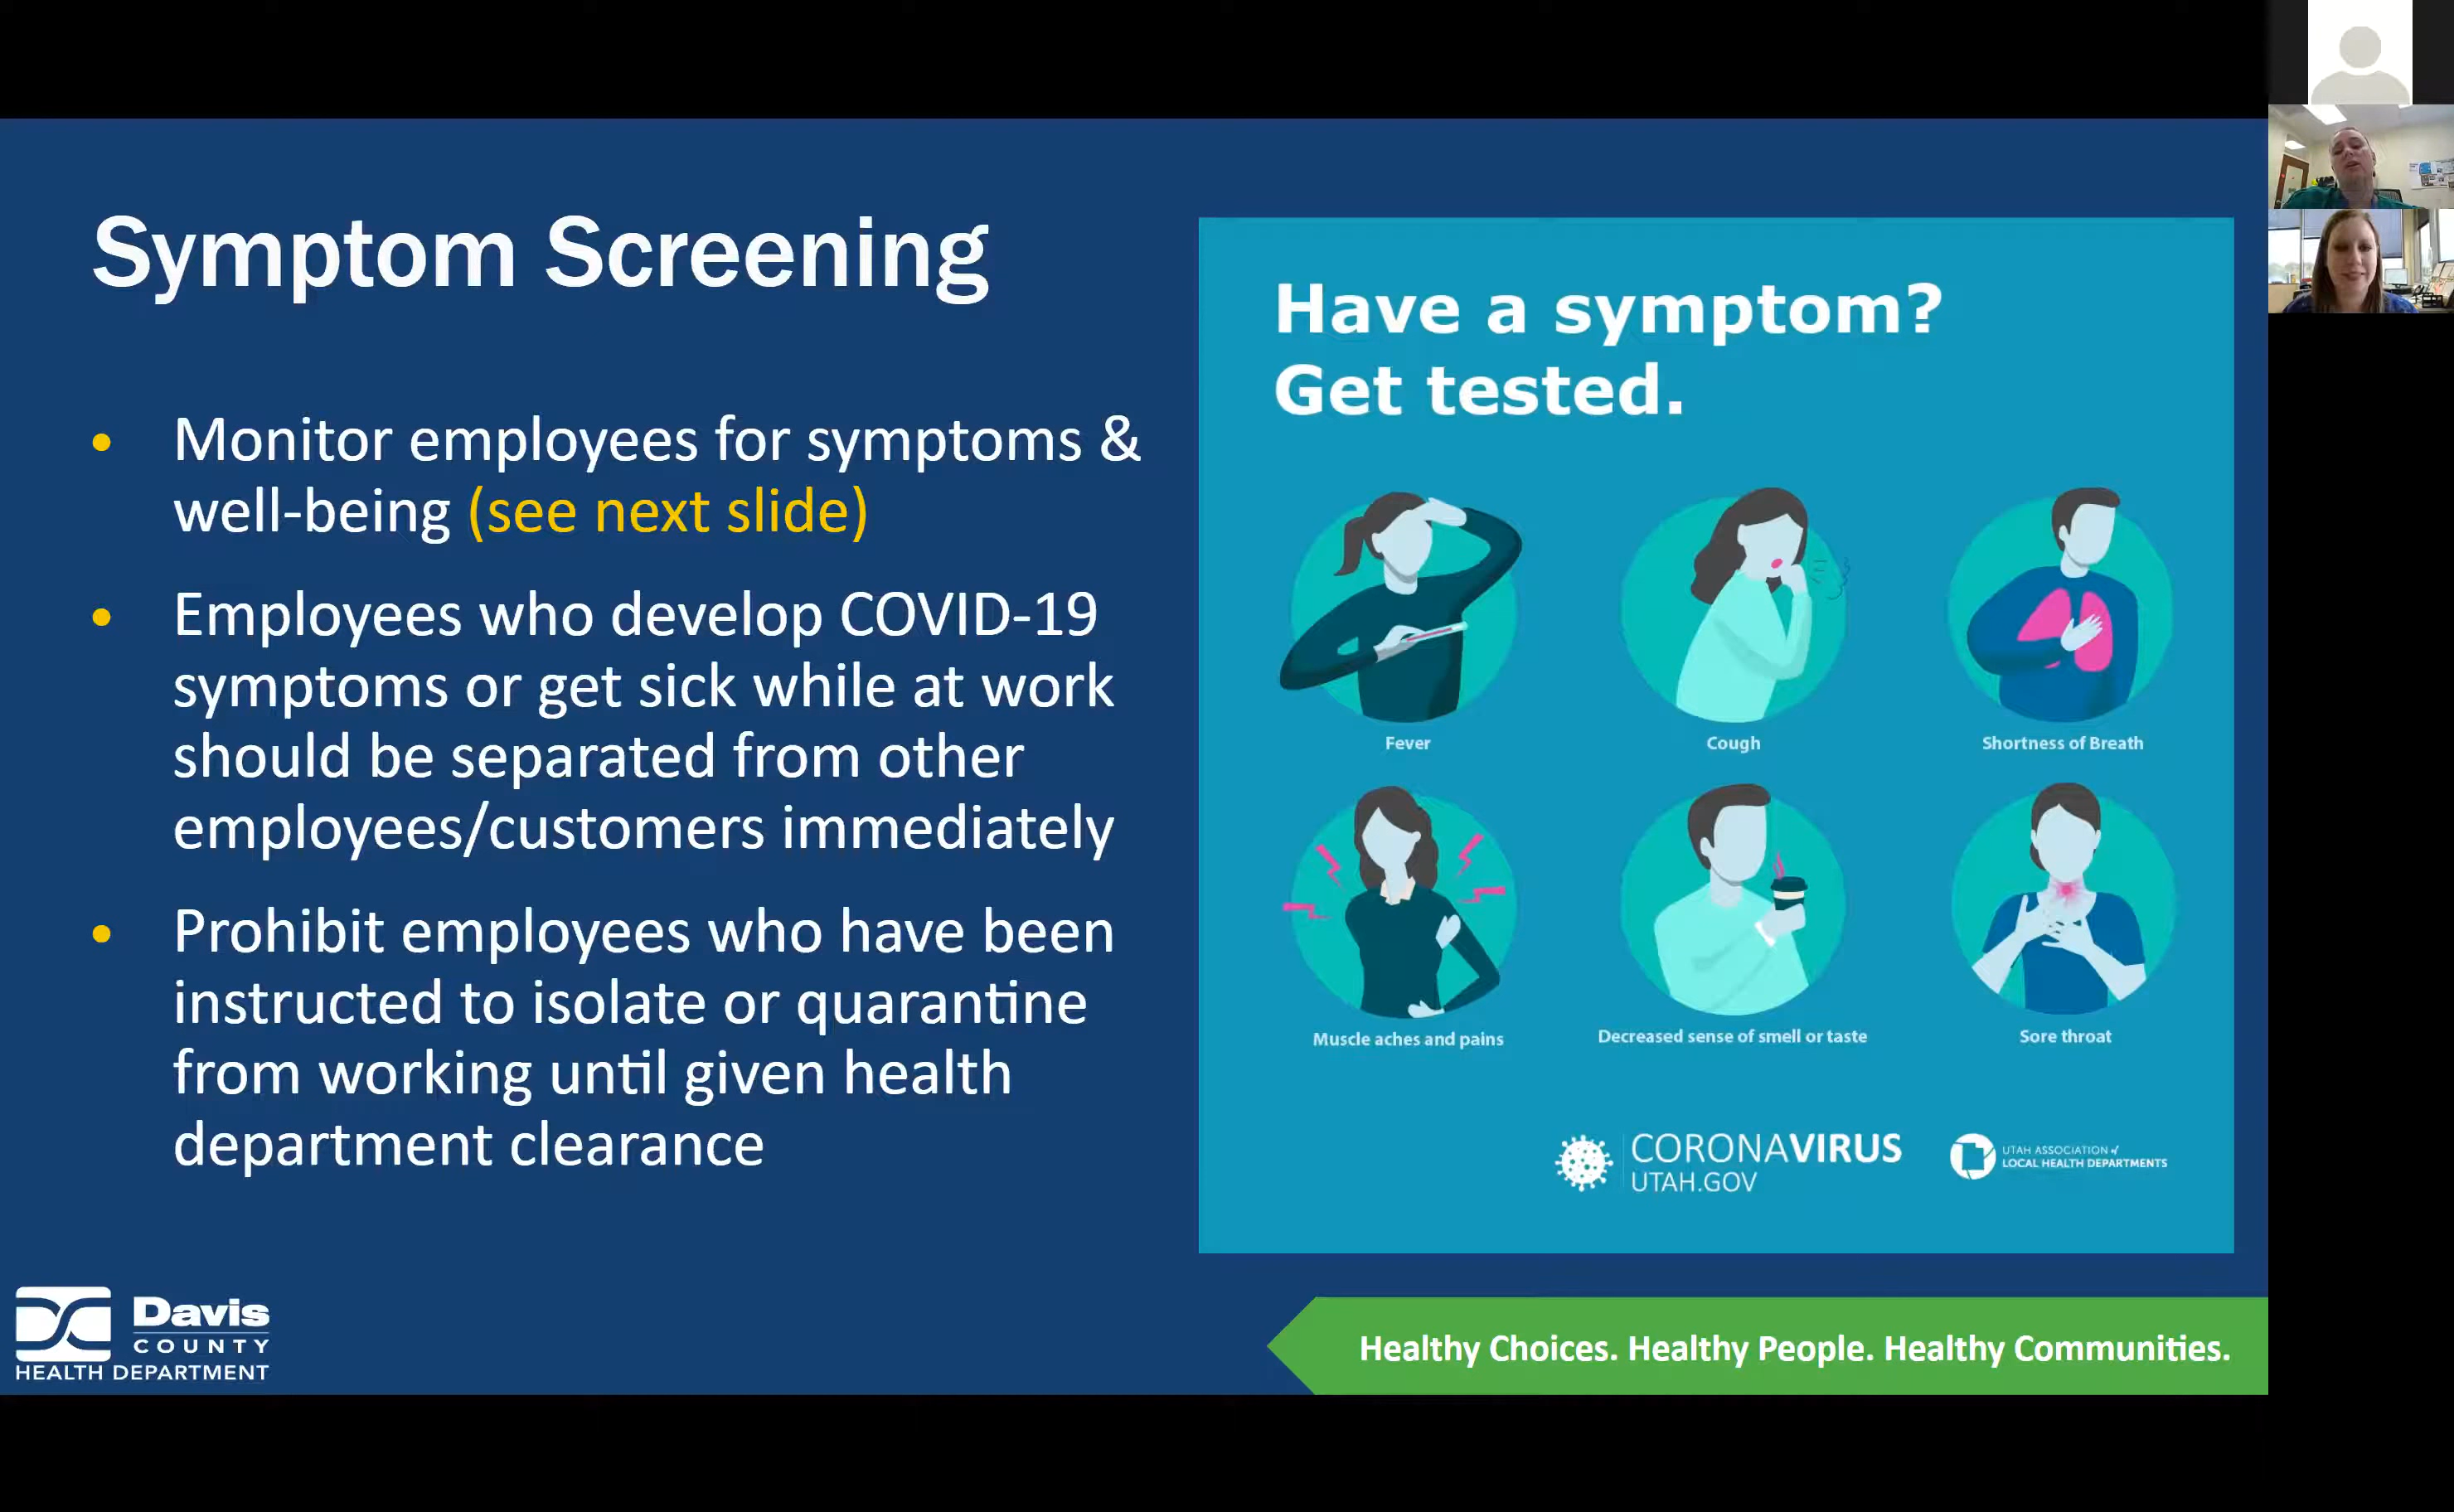 Symptom Screening
• Monitor employees for symptoms &
well-being (see next slide)
• Employees who develop COVID-19
symptoms or get sick while at work
should be separated from other
employees/customers immediately
• Prohibit employees who have been
instructed to isolate or quarantine
from working until given health
department clearance
Have a symptom?
Get tested.
Fever
Cough
Shortness of Breath
Muscle aches and pains
Decreased sense of smell or taste
Sore throat
CORONAVIRUS
UTAH.GOV
UTAH ASSOCIATION of
LOCAL HEALTH DEPARTMENTS
Davis
COUNTY
HEALTH DEPARTMENT
Healthy Choices. Healthy People. Healthy Communities.